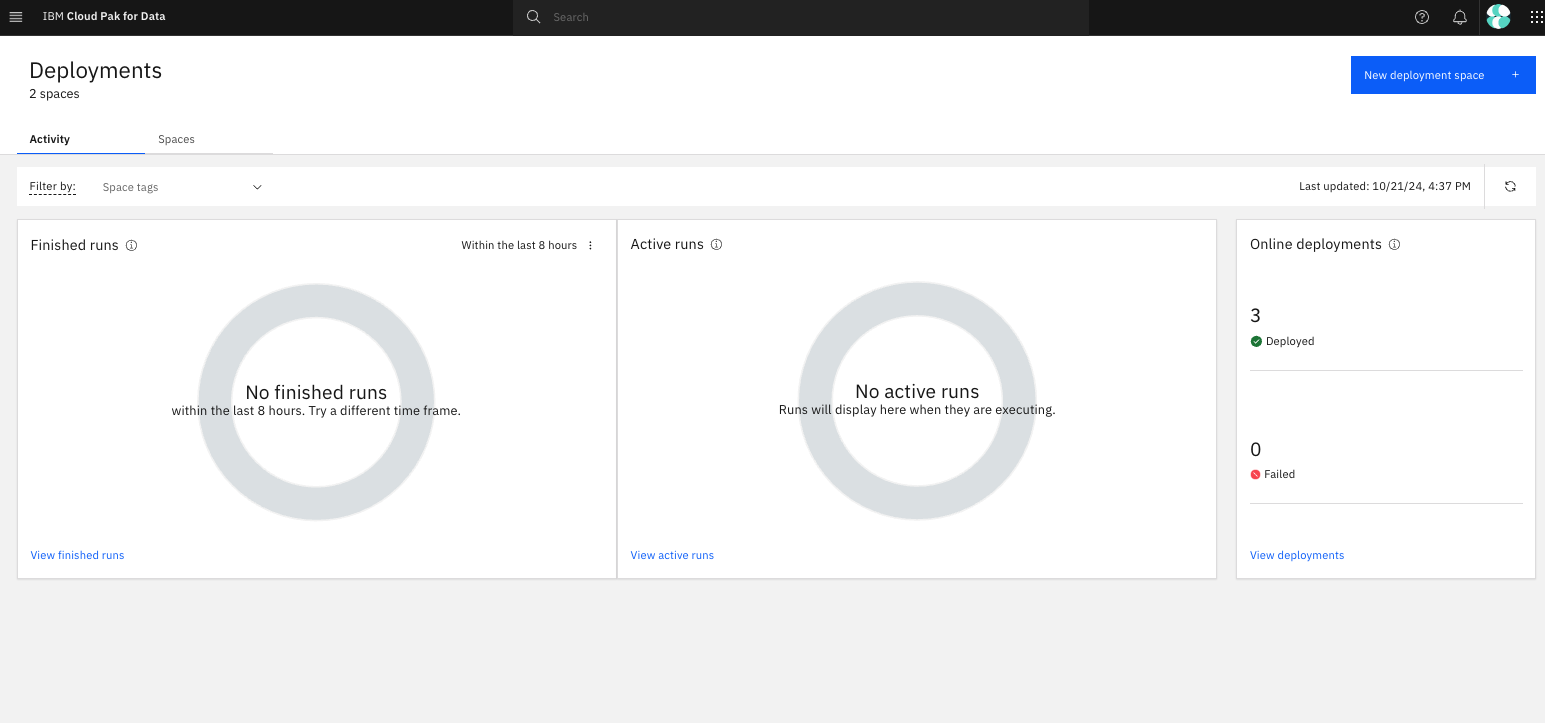 IBM Cloud Pak for Data
Search
Deployments
2 spaces
New deployment space +
Activity
Spaces
Filter by:
Space tags
Last updated: 10/21/24, 4:37 PM
Finished runs
Within the last 8 hours
No finished runs
within the last 8 hours. Try a different time frame.
View finished runs
Active runs
No active runs
Runs will display here when they are executing.
View active runs
Online deployments
3
Deployed
0
Failed
View deployments